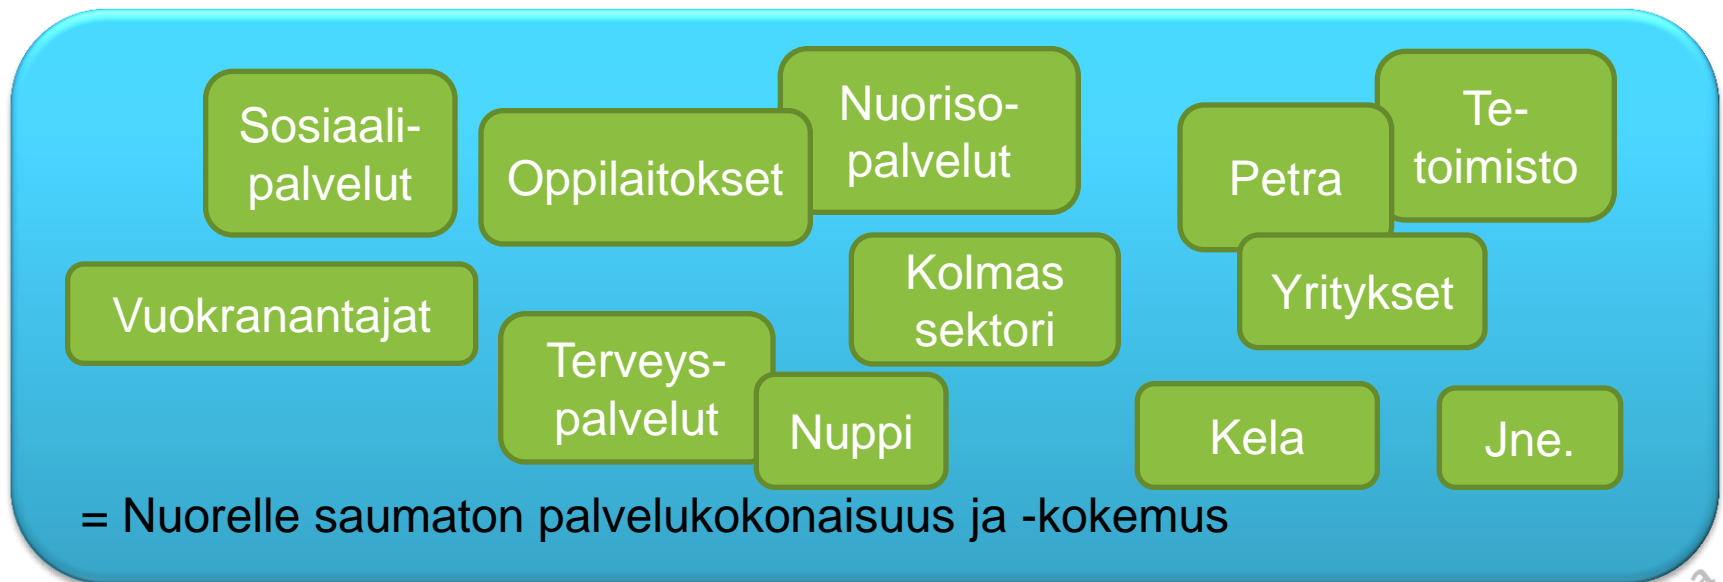 Sosiaali-
palvelut
Oppilaitokset
Nuoriso-
palvelut
Petra
Te-
toimisto
Vuokranantajat
Terveys-
palvelut
Nuppi
Kolmas
sektori
Yritykset
Kela
Jne.
= Nuorelle saumaton palvelukokonaisuus ja -kokemus